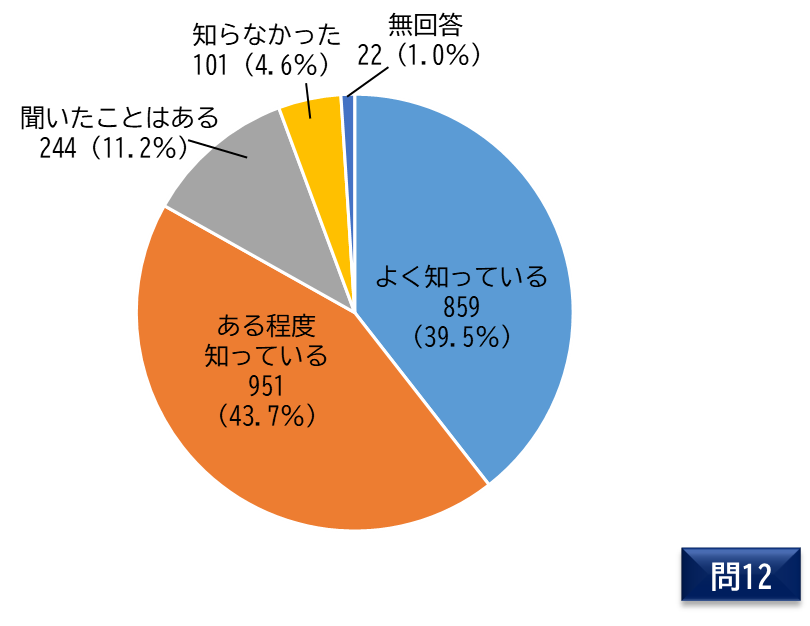 無回答
22（1.0%）
知らなかった
101（4.6%）
聞いたことはある
244（11.2%）
よく知っている
859
（39.5%）
ある程度
知っている
951
（43.7%）
問12